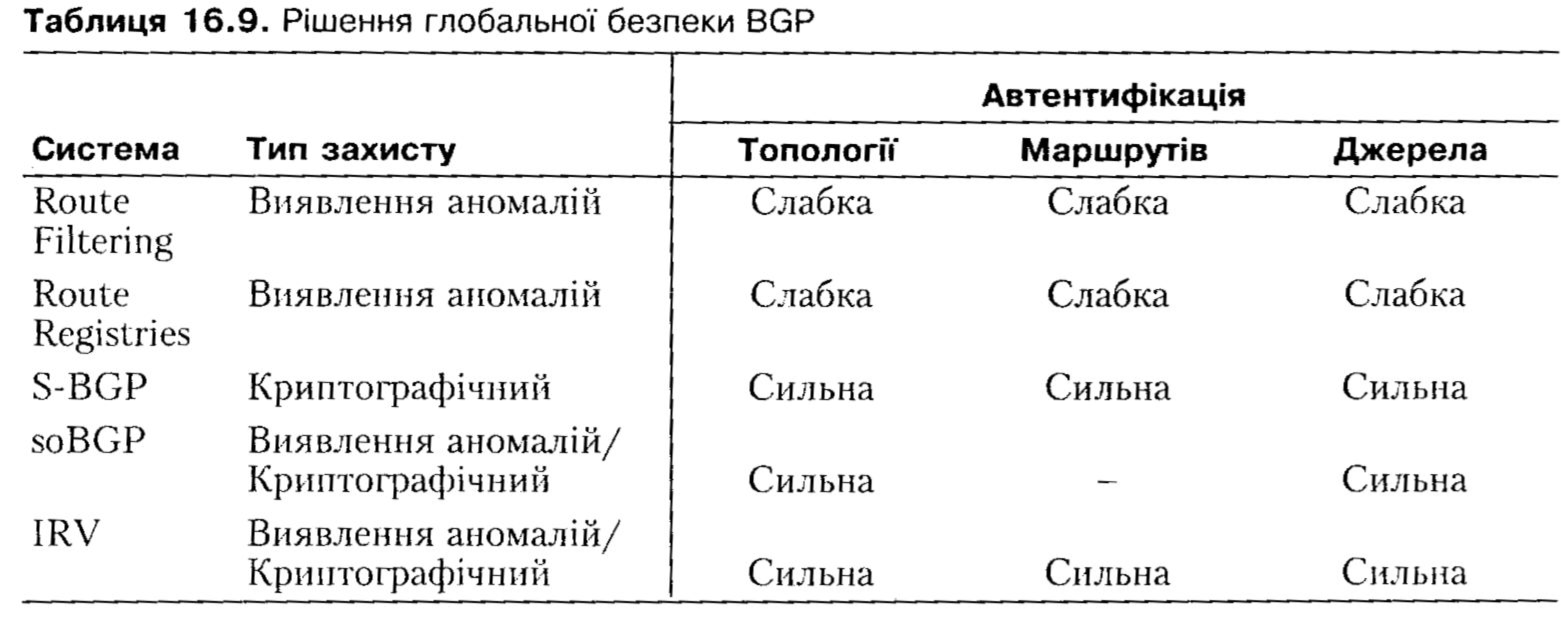 Таблиця 16.9. Рішення глобальної безпеки BGP
Автентифікація
Система Тип захисту Топології Маршрутів Джерела
Route Виявлення аномалій Слабка Слабка Слабка
Filtering
Route Виявлення аномалій Слабка Слабка Слабка
Registries
S-BGP Криптографічний Сильна Сильна Сильна
soBGP Виявлення аномалій/
Криптографічний Сильна – Сильна
IRV Виявлення аномалій/
Криптографічний Сильна Сильна Сильна